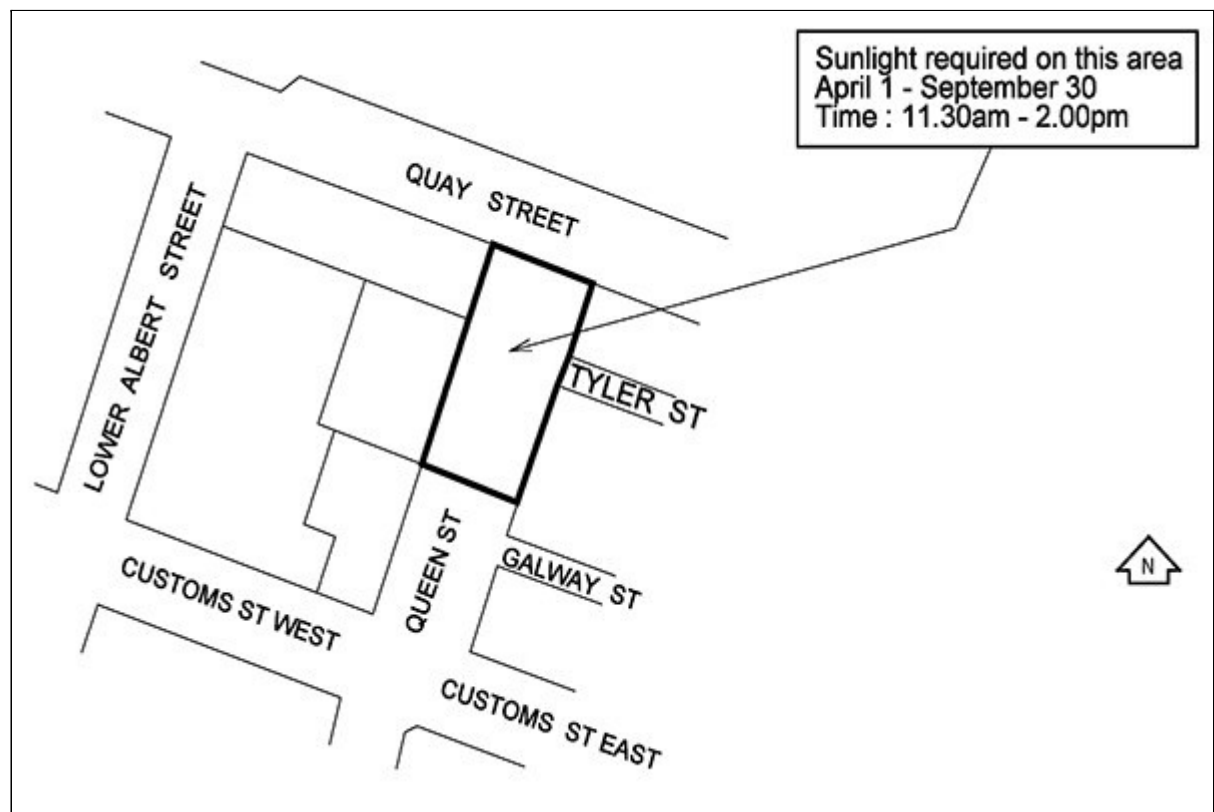 Sunlight required on this area
April 1 - September 30
Time : 11.30am - 2.00pm
QUAY STREET
LOWER ALBERT STREET
TYLER ST
QUEEN ST
GALWAY ST
CUSTOMS ST WEST
CUSTOMS ST EAST
N